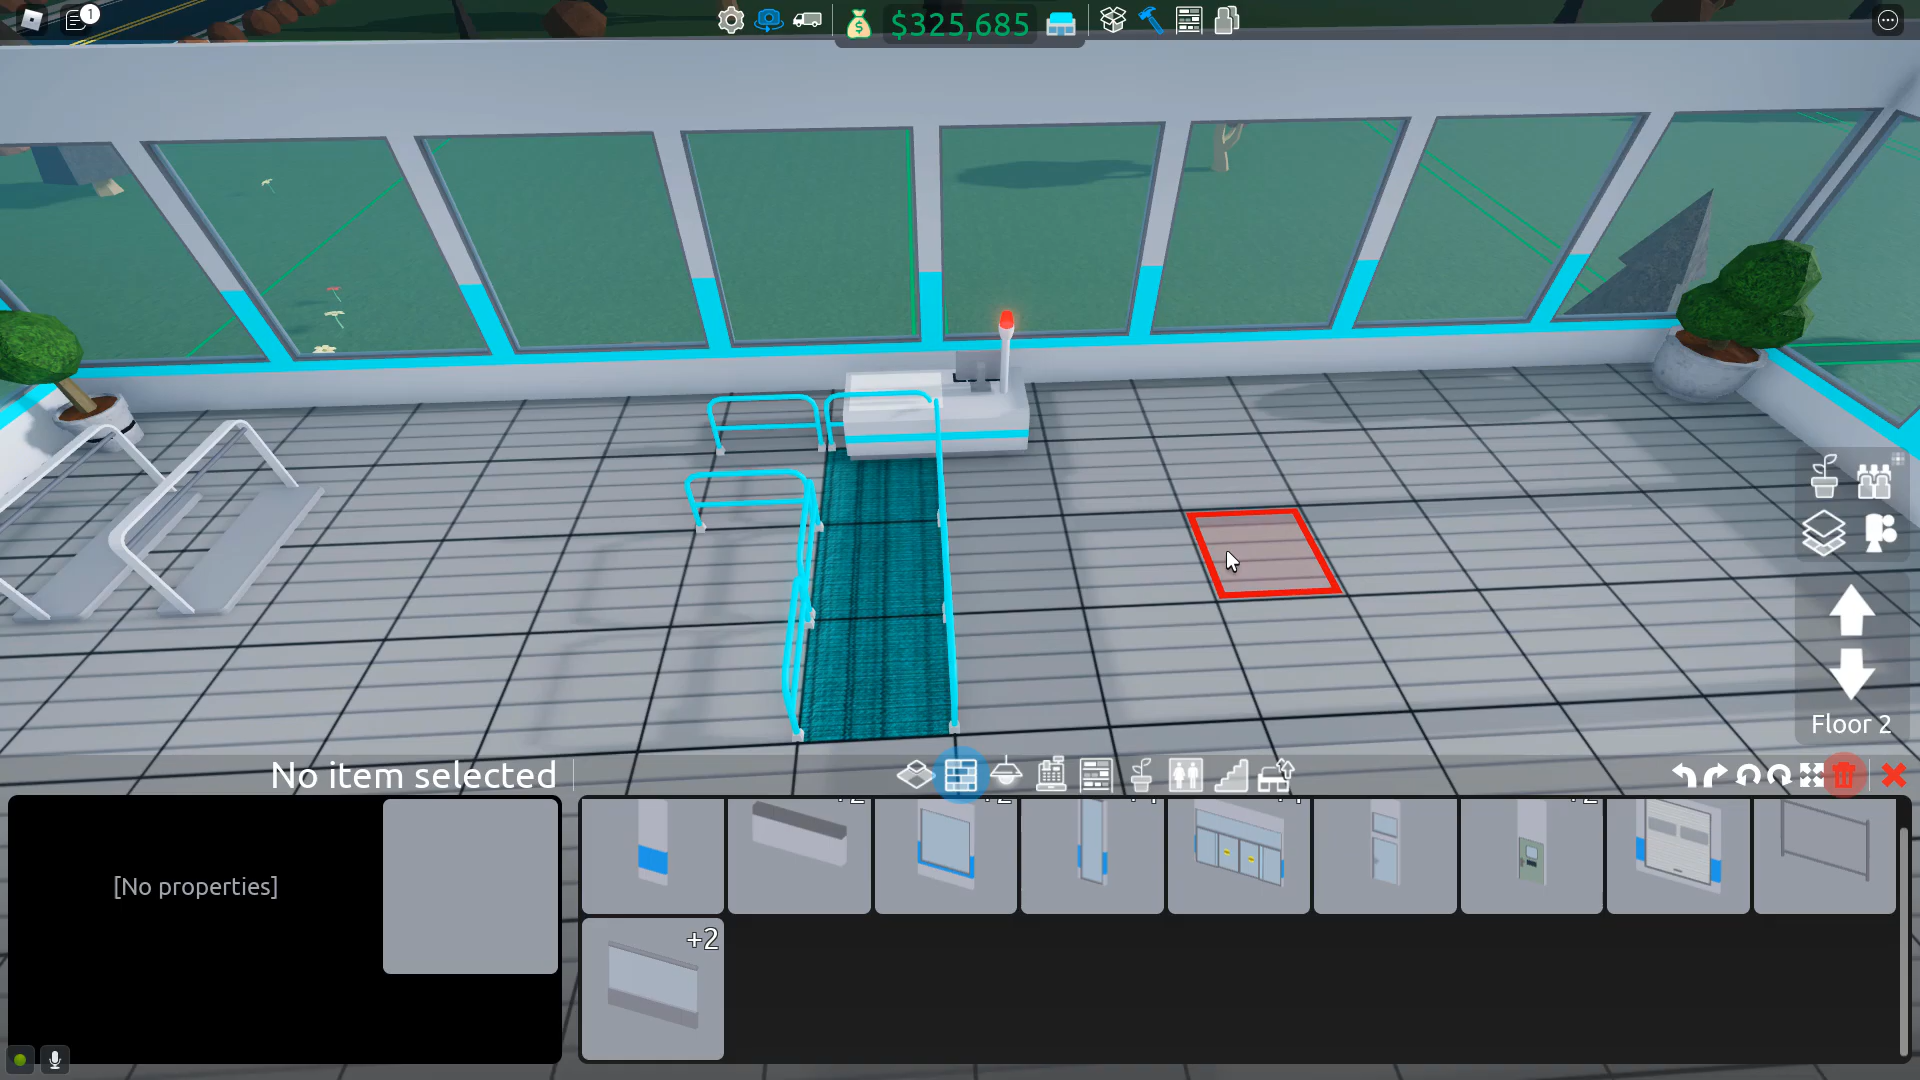 1
$325,685
Floor 2
No item selected
[No properties]
+2